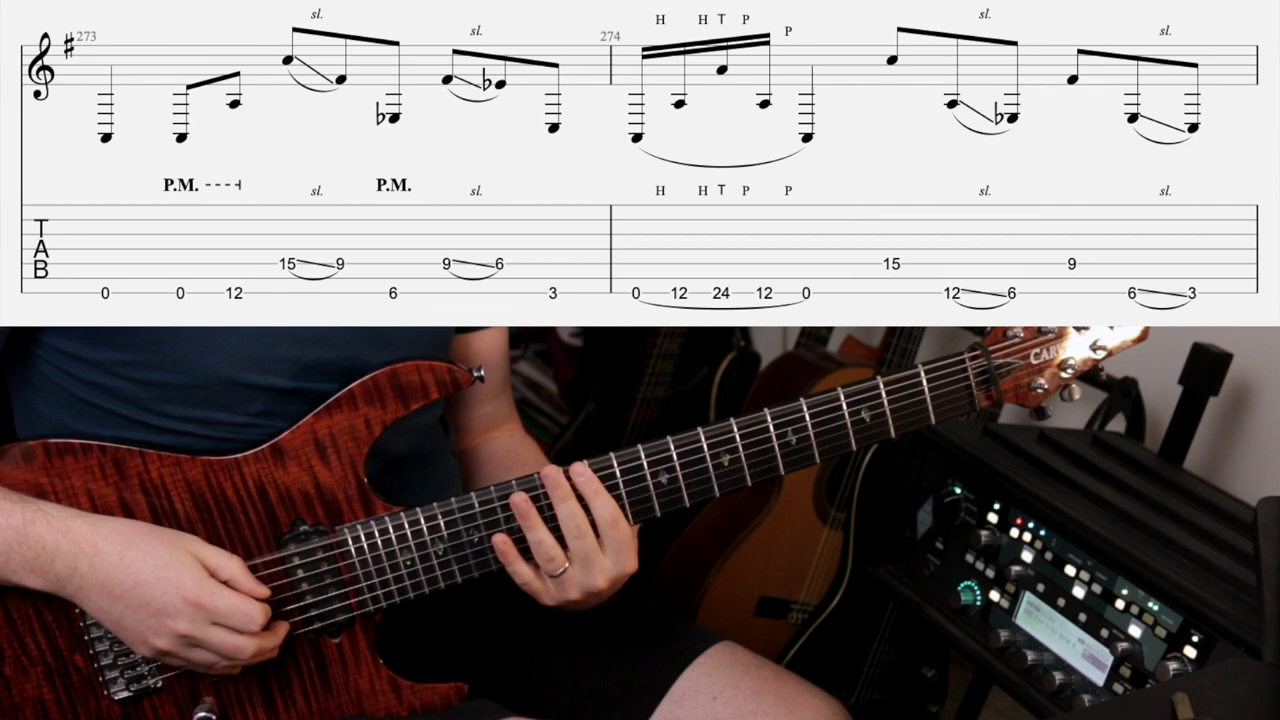 sl. H H T P sl.
273 sl. 274 P sl.
P.M. sl. P.M. sl. H H T P P sl. sl.
T
A
B 15 9 9 6 15 9
0 0 12 6 3 0 12 24 12 0 12 6 6 3
CARV